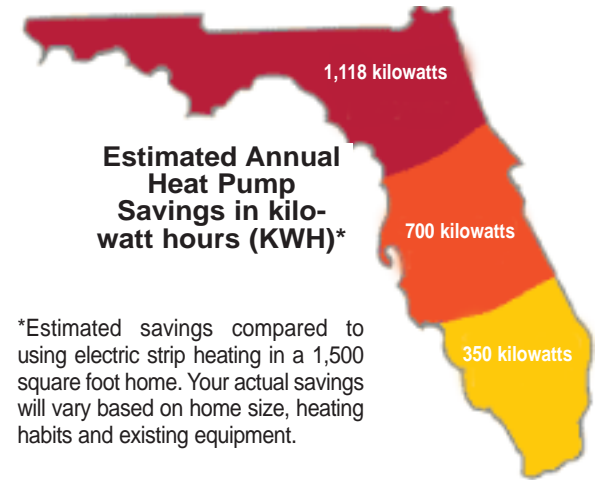 1,118 kilowatts
Estimated Annual
Heat Pump
Savings in kilo-
watt hours (KWH)*
700 kilowatts
*Estimated savings compared to
using electric strip heating in a 1,500
square foot home. Your actual savings
will vary based on home size, heating
habits and existing equipment.
350 kilowatts